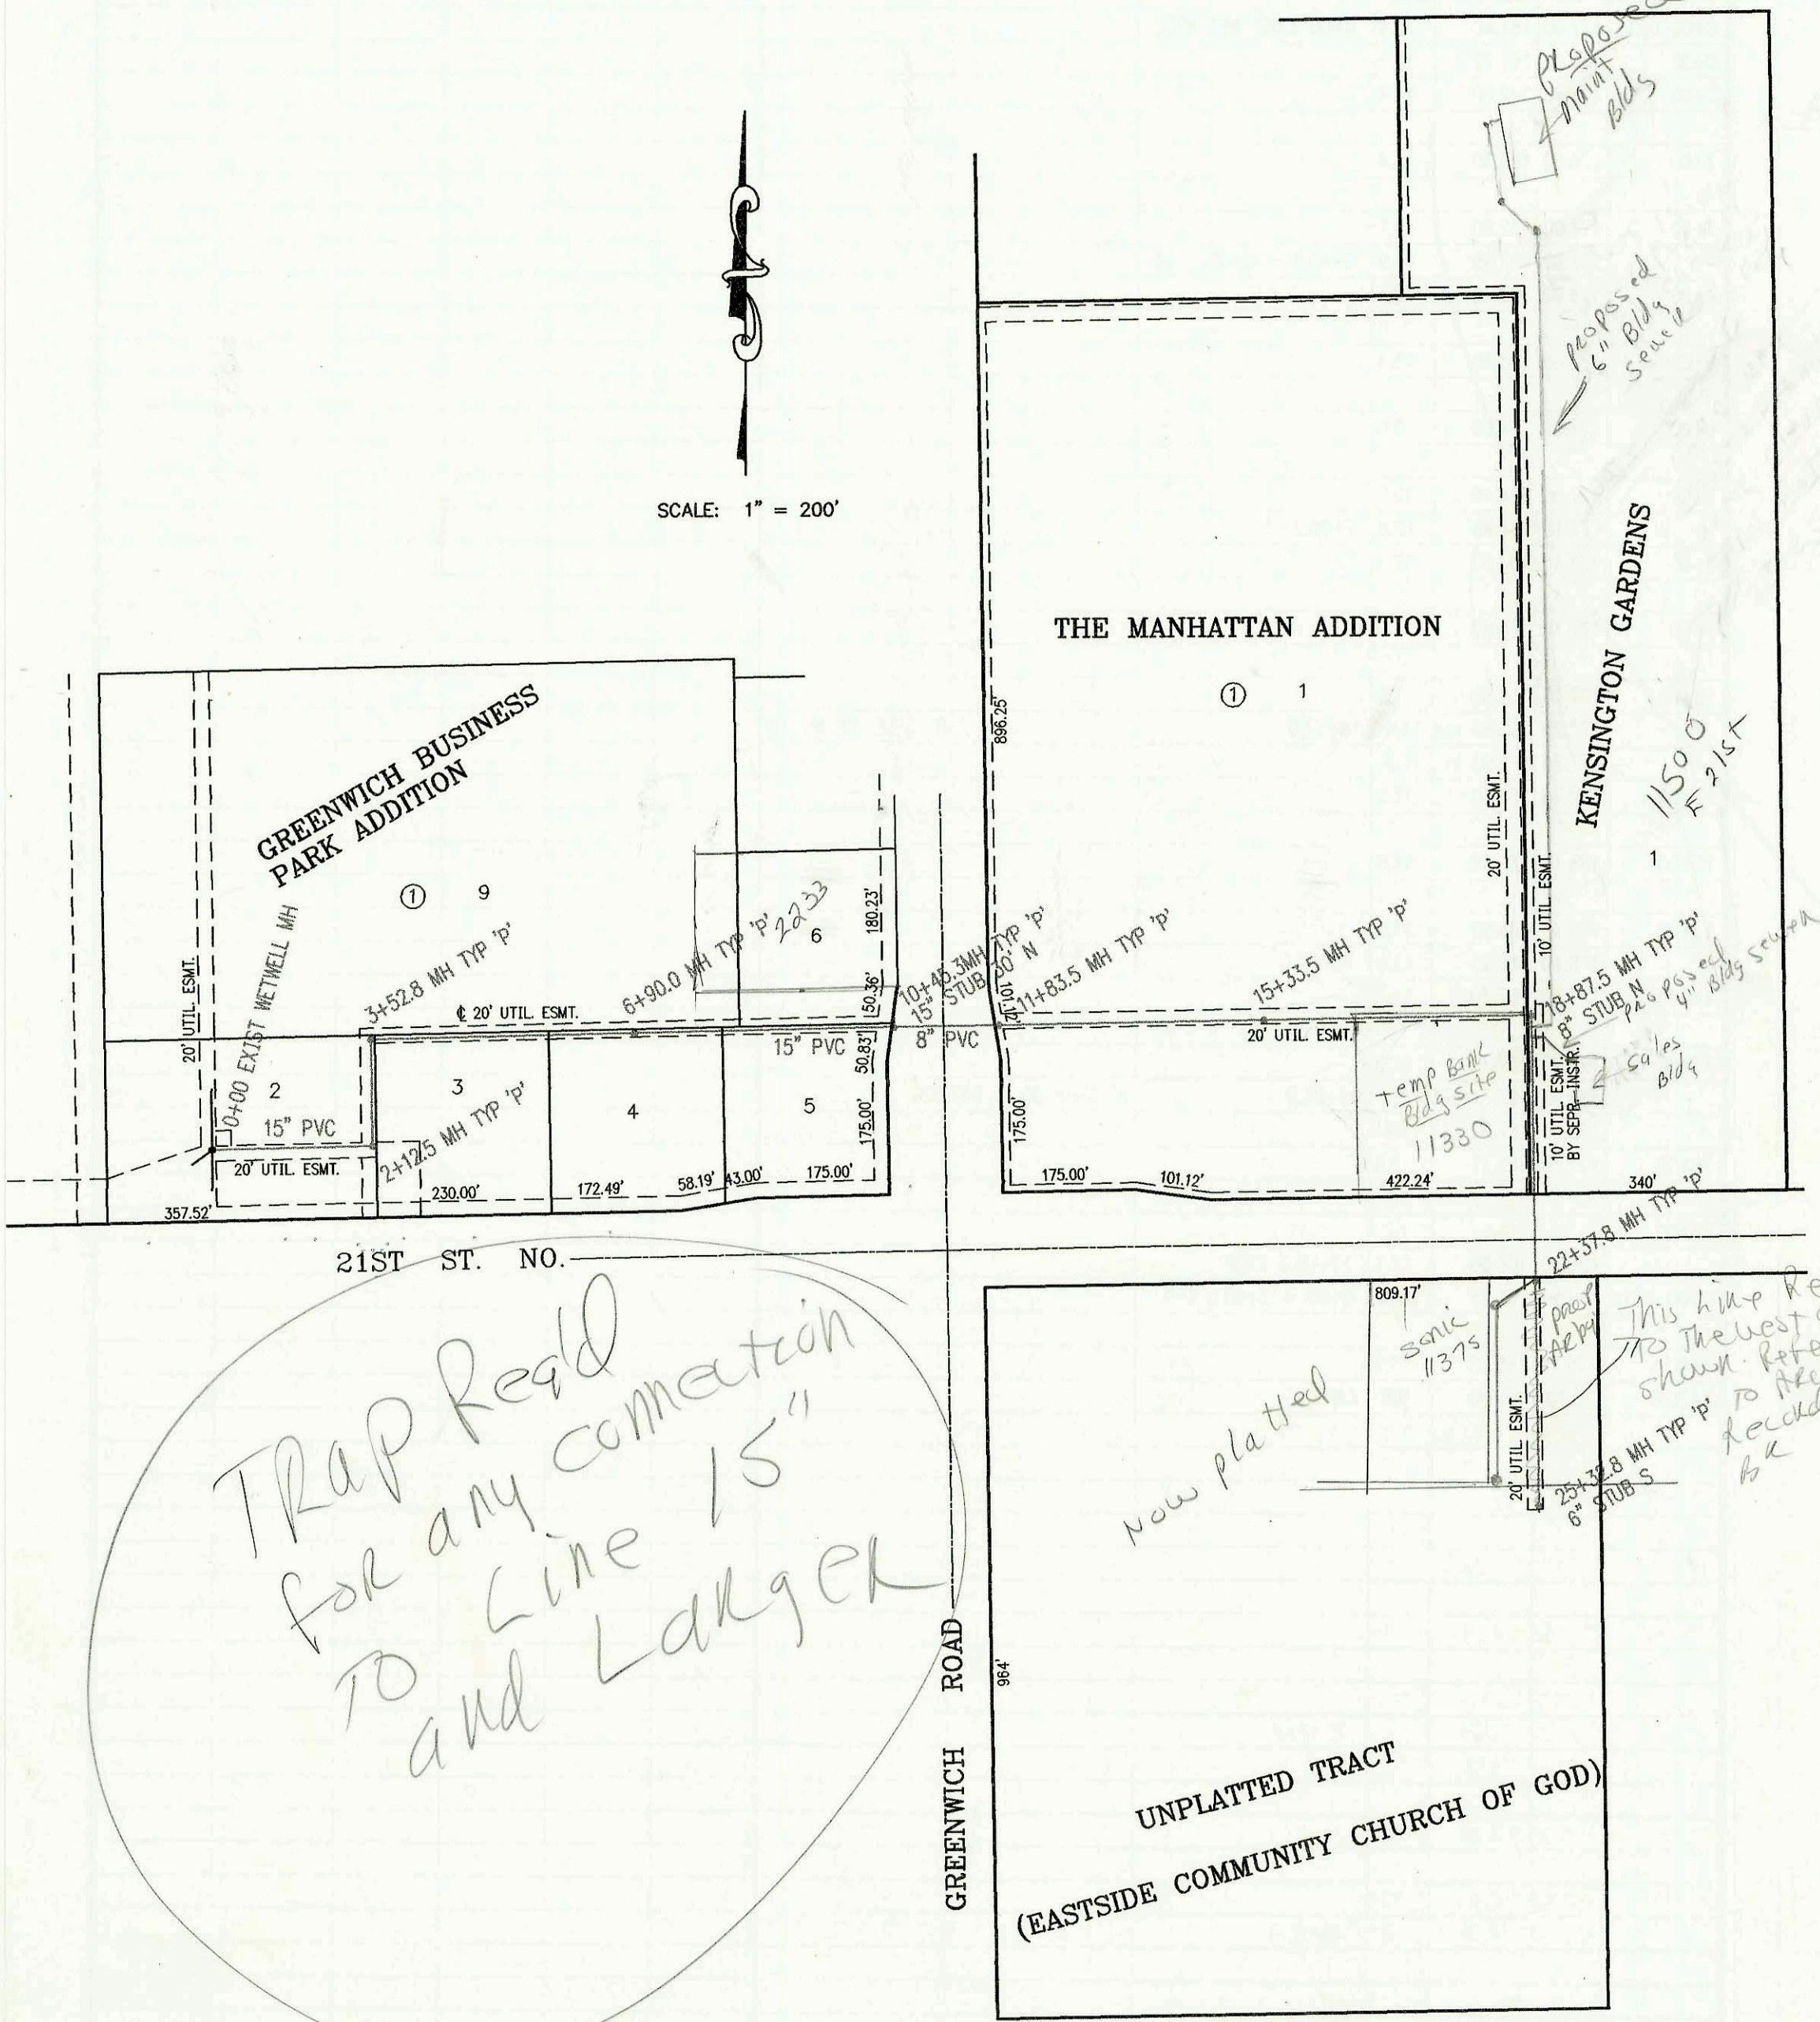 proposed
maint
Bldg
SCALE: 1" = 200'
proposed
6" Bldg
sewer
THE MANHATTAN ADDITION
① 1
896.25'
20' UTIL. ESMT.
10' UTIL. ESMT.
KENSINGTON GARDENS
11500
E 21st
1
GREENWICH BUSINESS
PARK ADDITION
① 9
20' UTIL. ESMT.
0+00 EXIST WETWELL MH
3+52.8 MH TYP 'P'
℄ 20' UTIL. ESMT.
6+90.0 MH TYP 'P'
2233
6
180.23'
50.36'
10+45.3MH TYP 'P'
15" STUB 30' N
101.12'
11+83.5 MH TYP 'P'
15+33.5 MH TYP 'P'
18+87.5 MH TYP 'P'
8" STUB N
proposed
4" Bldg sewer
Sales
Bldg
15" PVC
50.83'
8" PVC
20' UTIL. ESMT.
2
15" PVC
20' UTIL. ESMT.
3
2+12.5 MH TYP 'P'
4
5
175.00'
175.00'
temp Bank
Bldg site
11330
10' UTIL. ESMT.
BY SEPR. INSTR.
357.52'
230.00'
172.49'
58.19'
43.00'
175.00'
175.00'
101.12'
422.24'
340'
21ST ST. NO.
22+37.8 MH TYP 'P'
809.17'
Sonic
11375
prop
ARby
This Line
To The west
shown. Refe
To
Record
BK
Now platted
20' UTIL. ESMT.
25+32.8 MH TYP 'P'
6" STUB S
TRap Req'd
for any connection
TO Line 15"
and Larger
GREENWICH ROAD
964'
UNPLATTED TRACT
(EASTSIDE COMMUNITY CHURCH OF GOD)